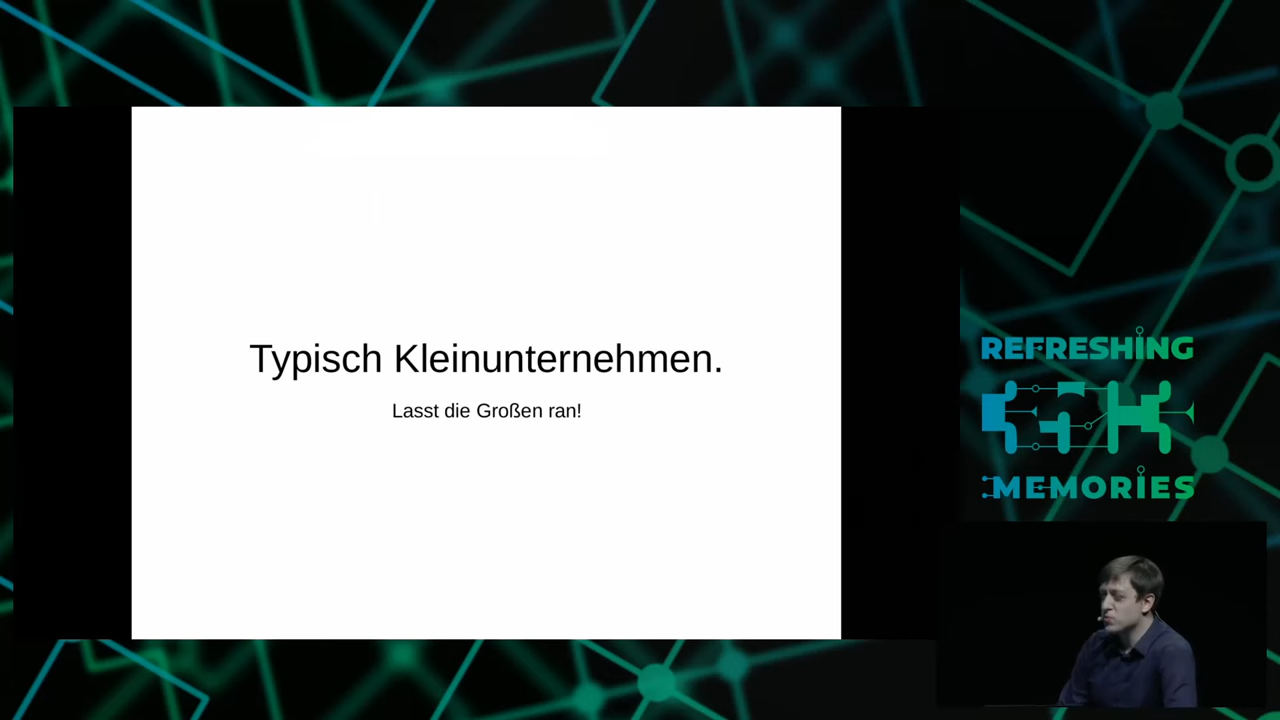 Typisch Kleinunternehmen.
Lasst die Großen ran!
REFRESHING
MEMORIES